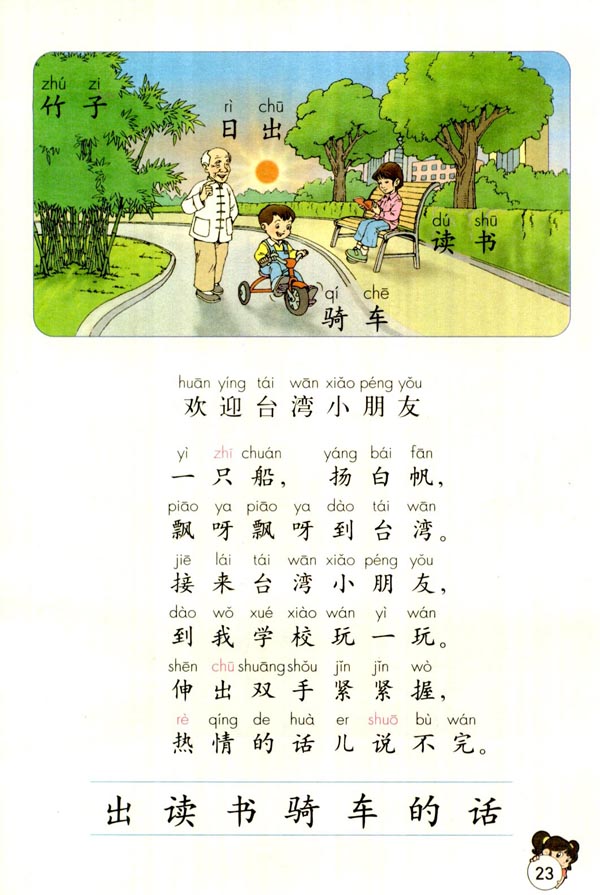 zhú zi
竹子
rì chū
日出
dú shū
读书
qí chē
骑车
huān yíng tái wān xiǎo péng yǒu
欢迎台湾小朋友
yì zhī chuán yáng bái fān
一只船，扬白帆，
piāo ya piāo ya dào tái wān
飘呀飘呀到台湾。
jiē lái tái wān xiǎo péng yǒu
接来台湾小朋友，
dào wǒ xué xiào wán yì wán
到我学校玩一玩。
shēn chū shuāng shǒu jǐn jǐn wò
伸出双手紧紧握，
rè qíng de huà er shuō bù wán
热情的话儿说不完。
出读书骑车的话
23